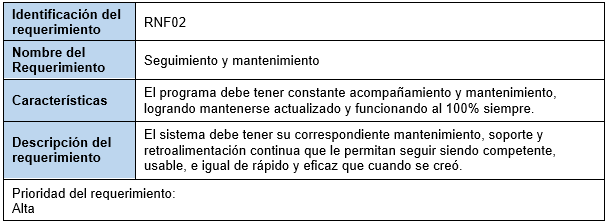 Identificación del
requerimiento
RNF02
Nombre del
Requerimiento
Seguimiento y mantenimiento
Características
El programa debe tener constante acompañamiento y mantenimiento,
logrando mantenerse actualizado y funcionando al 100% siempre.
Descripción del
requerimiento
El sistema debe tener su correspondiente mantenimiento, soporte y
retroalimentación continua que le permitan seguir siendo competente,
usable, e igual de rápido y eficaz que cuando se creó.
Prioridad del requerimiento:
Alta